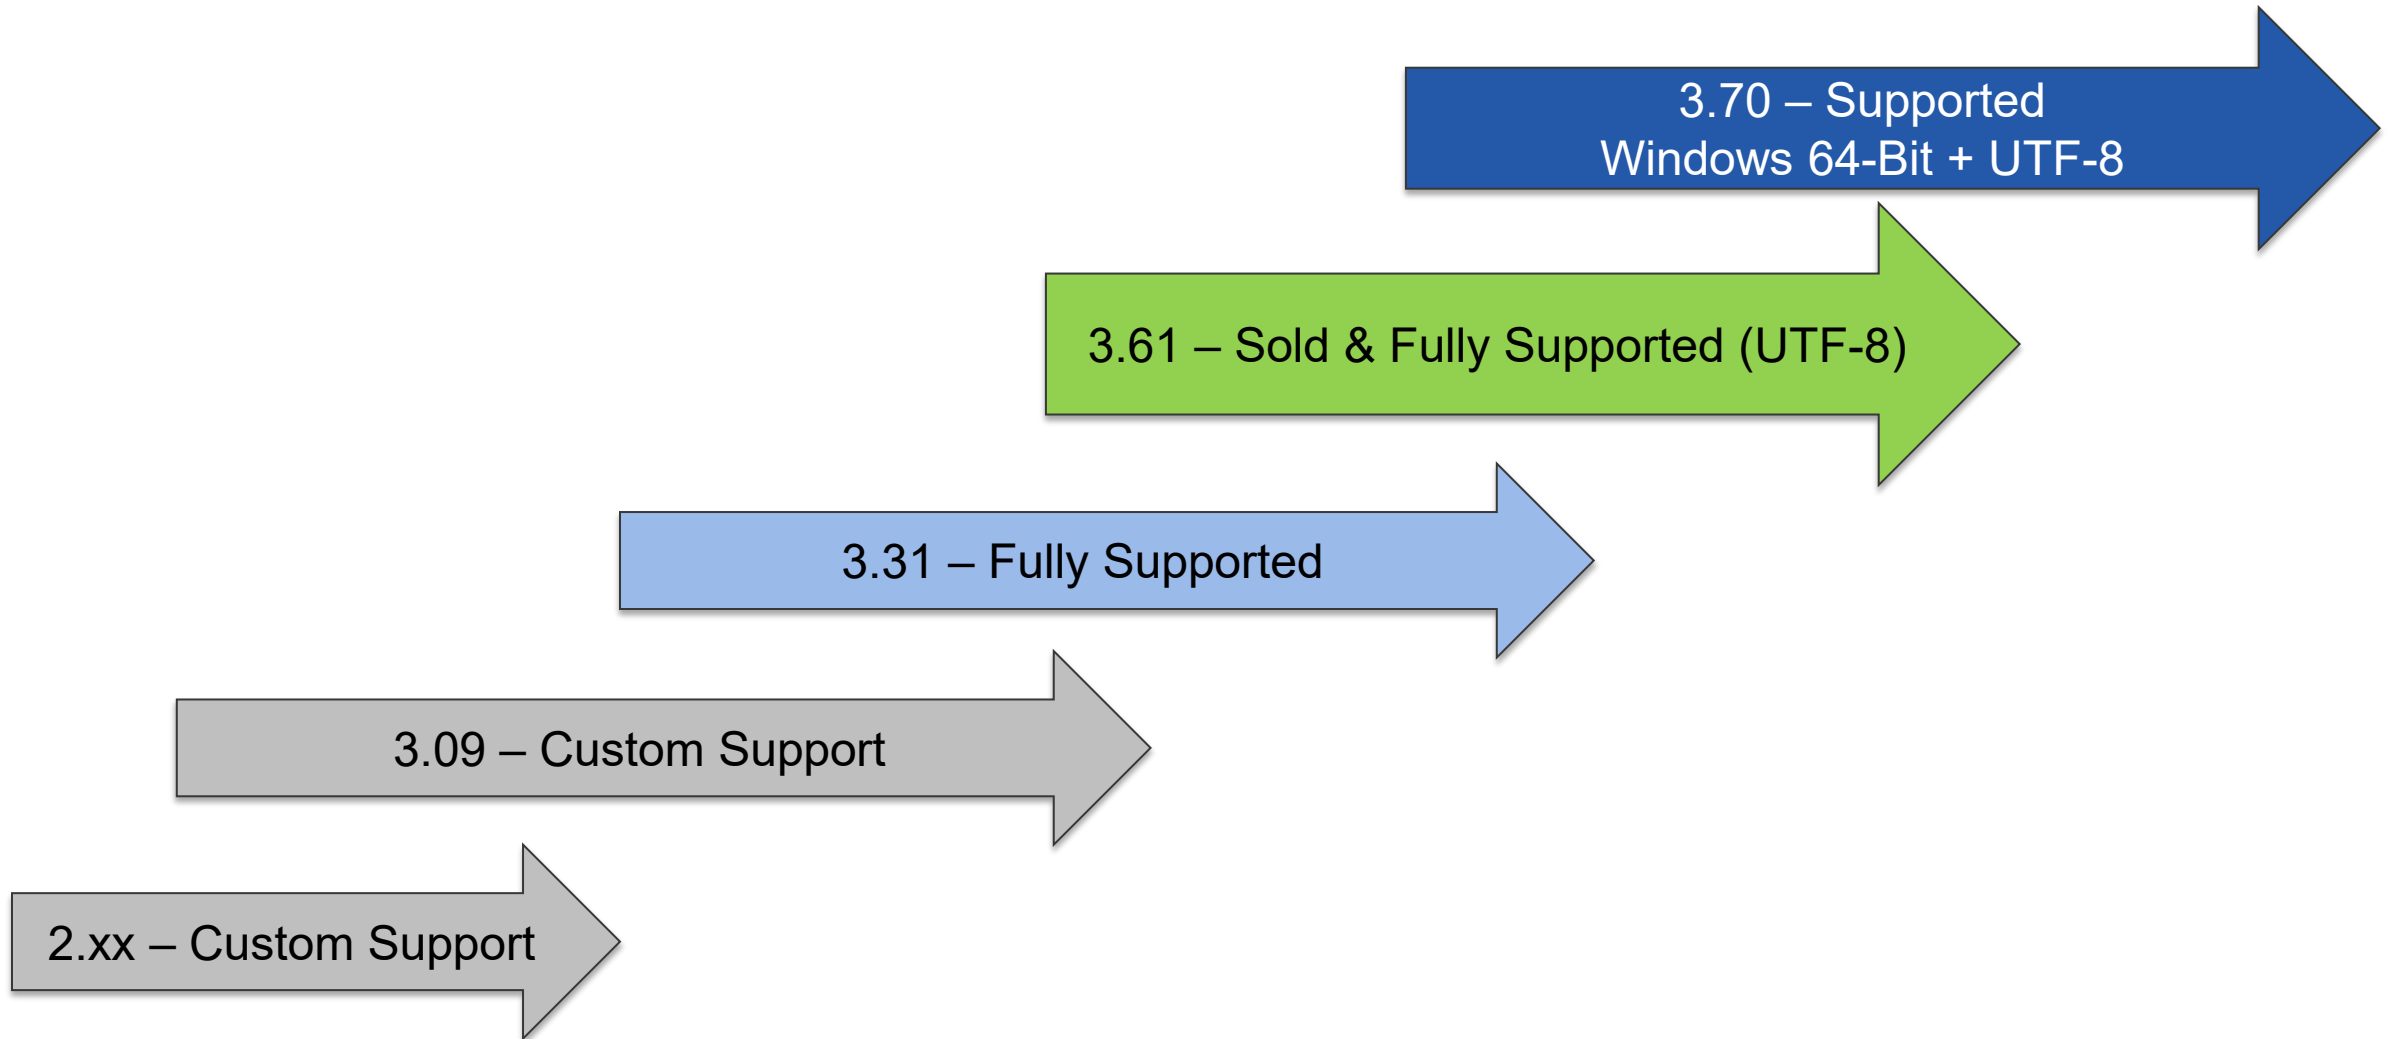 3.70 – Supported
Windows 64-Bit + UTF-8
3.61 – Sold & Fully Supported (UTF-8)
3.31 – Fully Supported
3.09 – Custom Support
2.xx – Custom Support